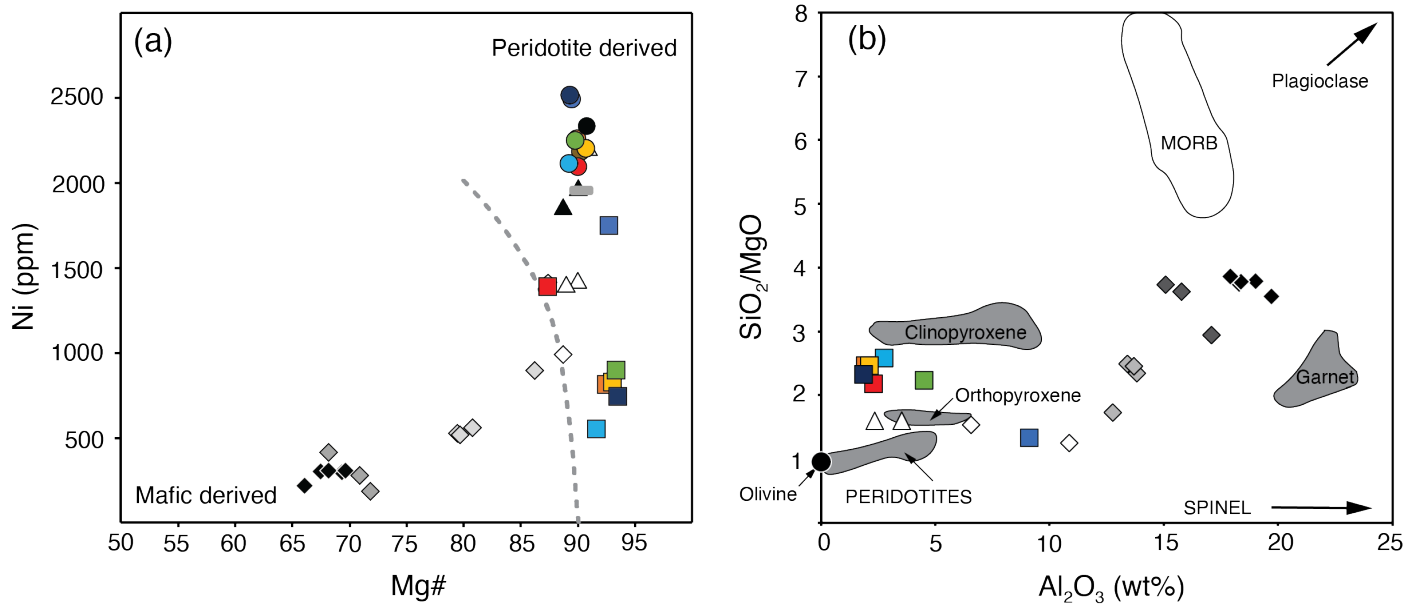 (a)
Peridotite derived
2500
2000
1500
1000
500
Ni (ppm)
Mafic derived
50 55 60 65 70 75 80 85 90 95
Mg#
(b)
8
7
6
5
4
3
2
1
SiO₂/MgO
Plagioclase
MORB
Clinopyroxene
Garnet
Orthopyroxene
Olivine
PERIDOTITES
SPINEL
0 5 10 15 20 25
Al₂O₃ (wt%)